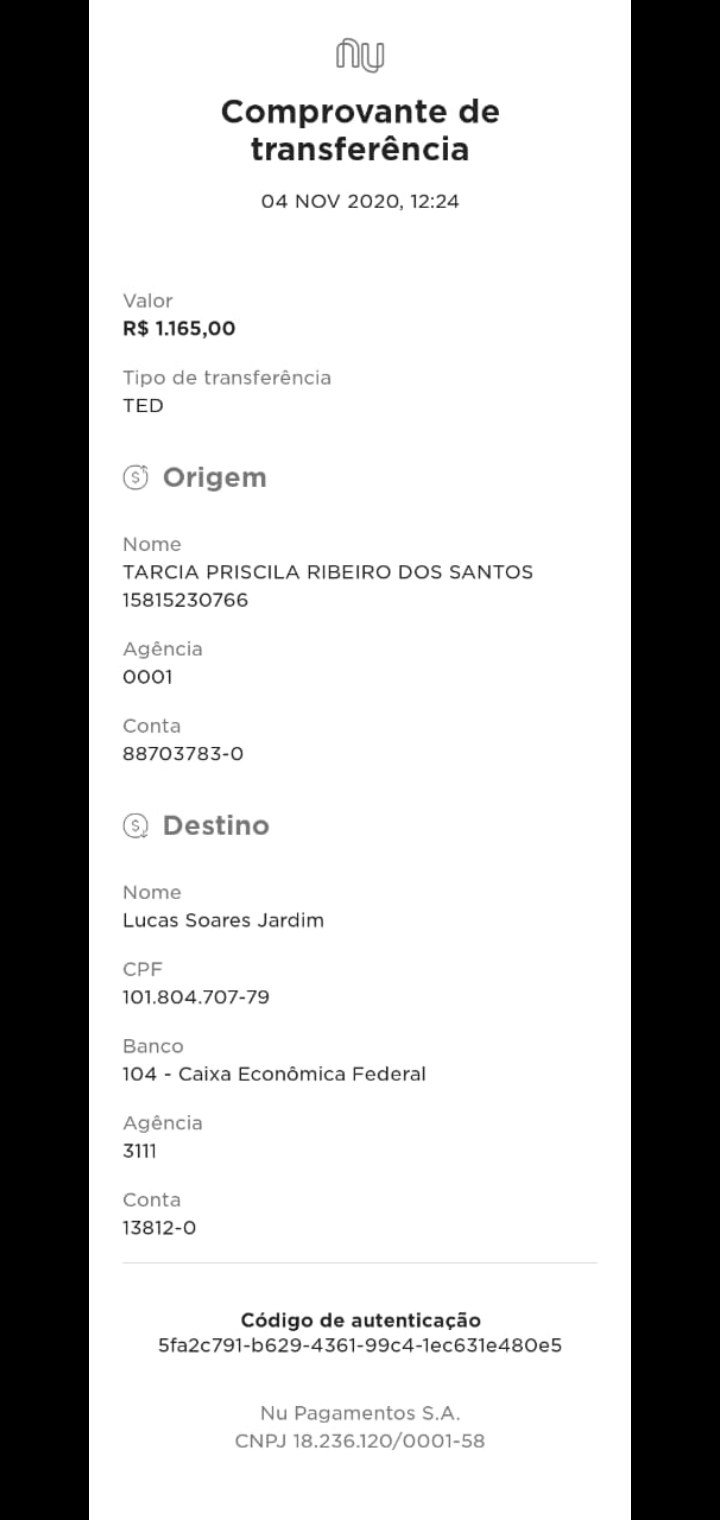 nu
Comprovante de
transferência
04 NOV 2020, 12:24
Valor
R$ 1.165,00
Tipo de transferência
TED
Origem
Nome
TARCIA PRISCILA RIBEIRO DOS SANTOS
15815230766
Agência
0001
Conta
88703783-0
Destino
Nome
Lucas Soares Jardim
CPF
101.804.707-79
Banco
104 - Caixa Econômica Federal
Agência
3111
Conta
13812-0
Código de autenticação
5fa2c791-b629-4361-99c4-1ec631e480e5
Nu Pagamentos S.A.
CNPJ 18.236.120/0001-58